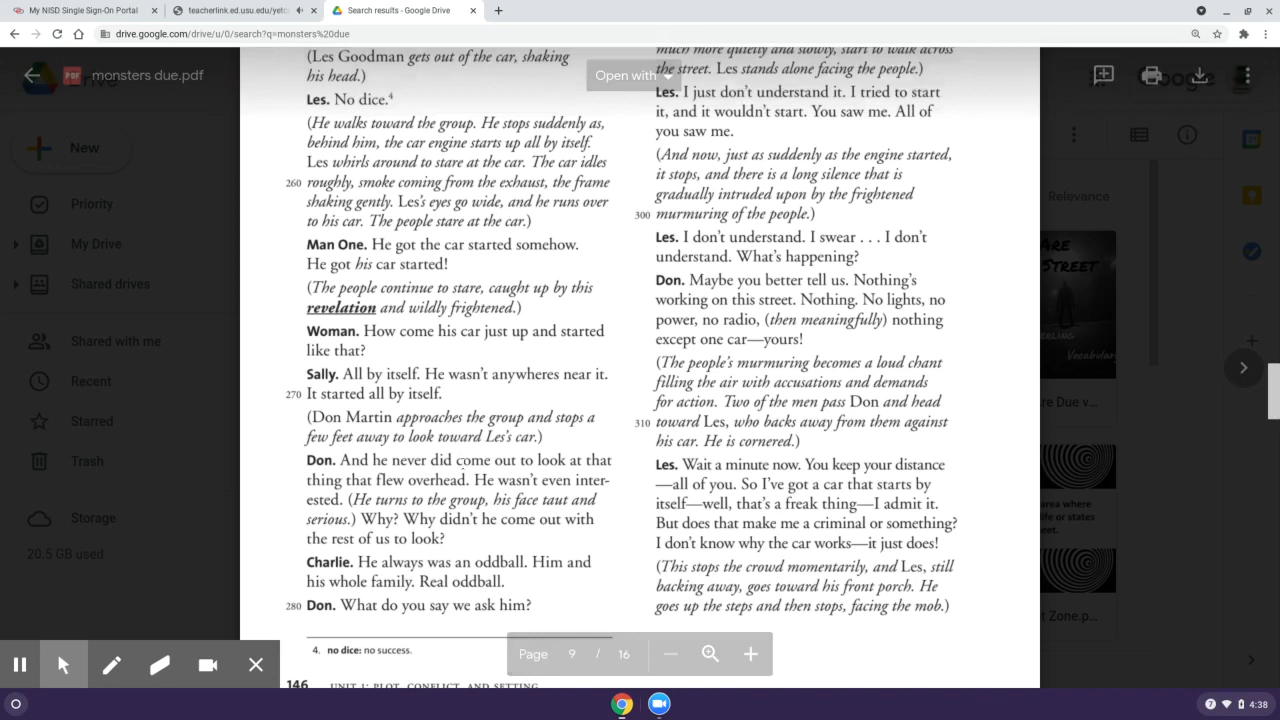 My NISD Single Sign-On Portal
teacherlink.ed.usu.edu/yetc
Search results - Google Drive
drive.google.com/drive/u/0/search?q=monsters%20due
PDF
monsters due.pdf
Open with
New
Priority
My Drive
Shared drives
Shared with me
Recent
Starred
Trash
Storage
20.5 GB used
(Les Goodman gets out of the car, shaking
his head.)
Les. No dice.4
(He walks toward the group. He stops suddenly as,
behind him, the car engine starts up all by itself.
Les whirls around to stare at the car. The car idles
260 roughly, smoke coming from the exhaust, the frame
shaking gently. Les's eyes go wide, and he runs over
to his car. The people stare at the car.)
Man One. He got the car started somehow.
He got his car started!
(The people continue to stare, caught up by this
revelation and wildly frightened.)
Woman. How come his car just up and started
like that?
Sally. All by itself. He wasn't anywheres near it.
270 It started all by itself.
(Don Martin approaches the group and stops a
few feet away to look toward Les's car.)
Don. And he never did come out to look at that
thing that flew overhead. He wasn't even inter-
ested. (He turns to the group, his face taut and
serious.) Why? Why didn't he come out with
the rest of us to look?
Charlie. He always was an oddball. Him and
his whole family. Real oddball.
280 Don. What do you say we ask him?
4. no dice: no success.
146 UNIT 1: PLOT, CONFLICT, AND SETTING
much more quietly and slowly, start to walk across
the street. Les stands alone facing the people.)
Les. I just don't understand it. I tried to start
it, and it wouldn't start. You saw me. All of
you saw me.
(And now, just as suddenly as the engine started,
it stops, and there is a long silence that is
gradually intruded upon by the frightened
300 murmuring of the people.)
Les. I don't understand. I swear . . . I don't
understand. What's happening?
Don. Maybe you better tell us. Nothing's
working on this street. Nothing. No lights, no
power, no radio, (then meaningfully) nothing
except one car—yours!
(The people's murmuring becomes a loud chant
filling the air with accusations and demands
for action. Two of the men pass Don and head
310 toward Les, who backs away from them against
his car. He is cornered.)
Les. Wait a minute now. You keep your distance
—all of you. So I've got a car that starts by
itself—well, that's a freak thing—I admit it.
But does that make me a criminal or something?
I don't know why the car works—it just does!
(This stops the crowd momentarily, and Les, still
backing away, goes toward his front porch. He
goes up the steps and then stops, facing the mob.)
Page 9 / 16
Relevance
ARE
STREET
Vocabular
re Due v...
area where
life or states
eet.
t Zone.p...
7
4:38